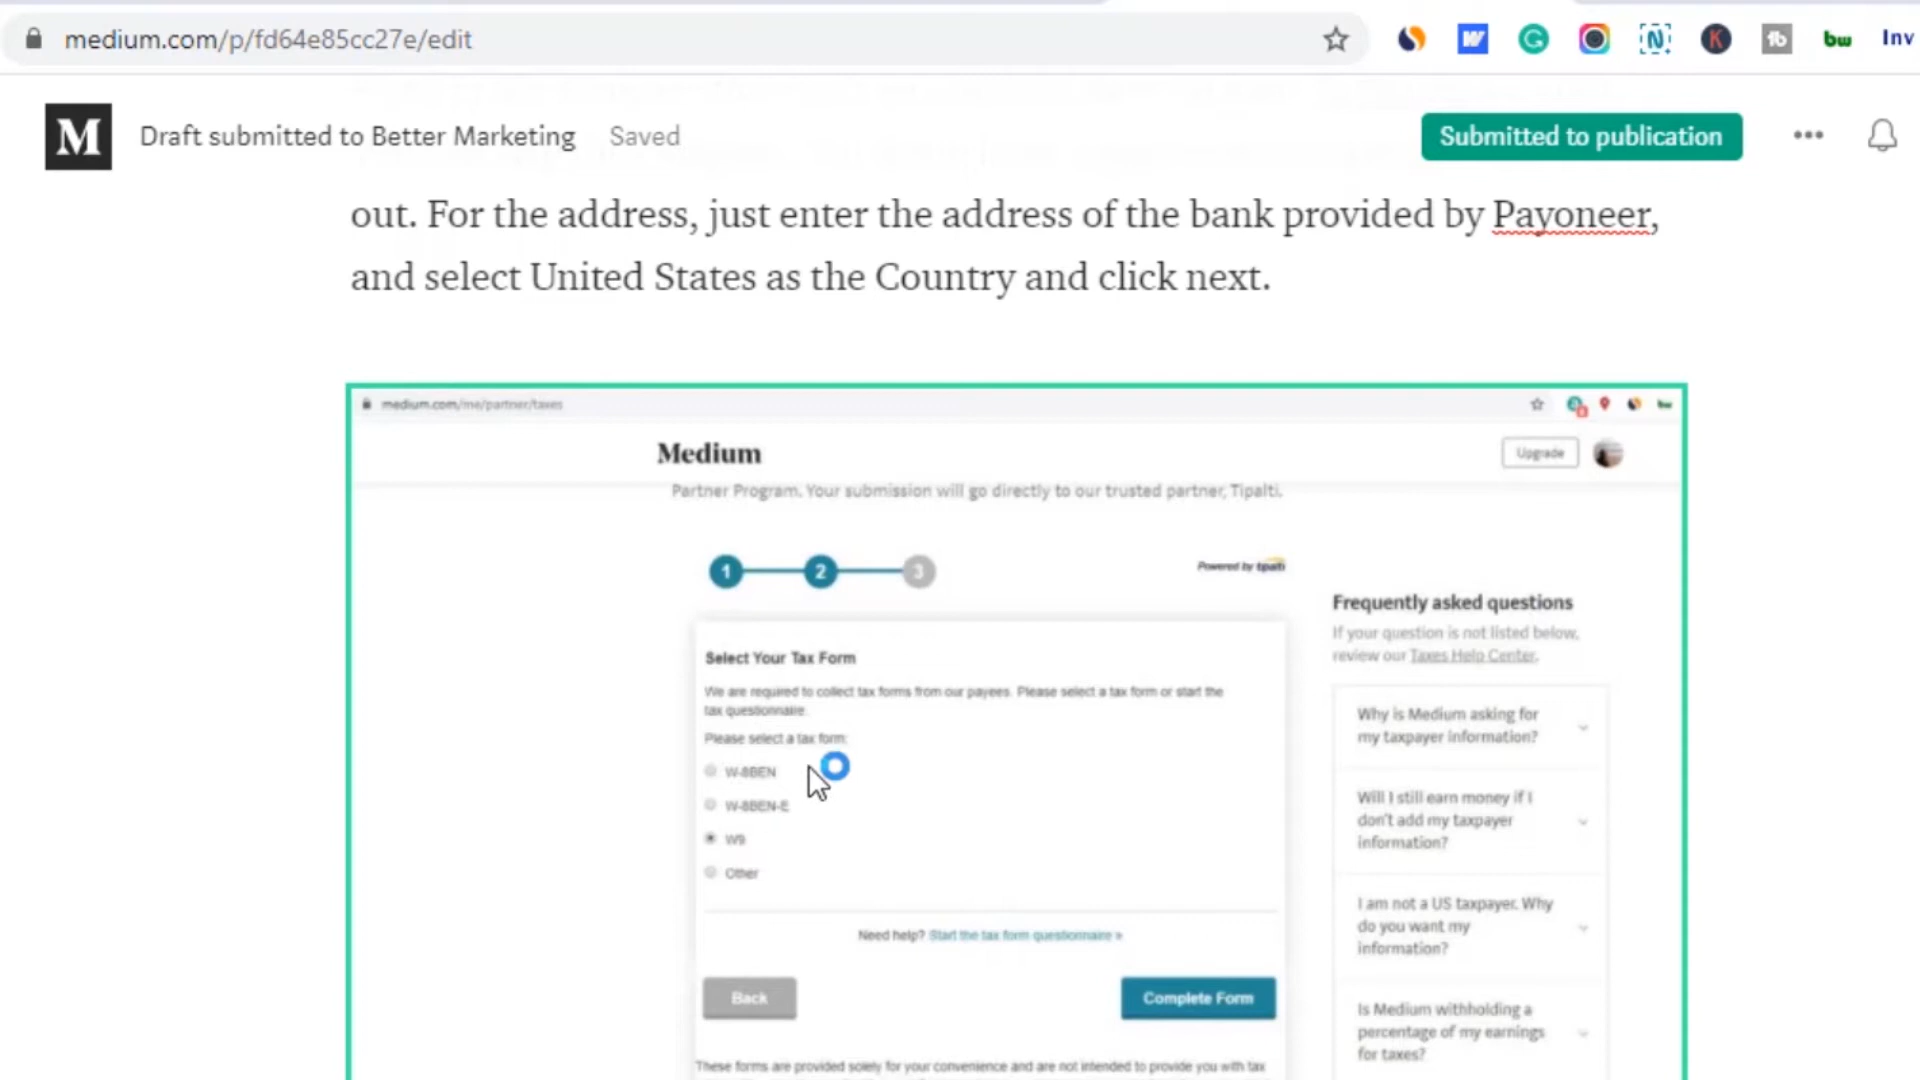 medium.com/p/fd64e85cc27e/edit
Inv
M
Draft submitted to Better Marketing Saved
Submitted to publication
out. For the address, just enter the address of the bank provided by Payoneer,
and select United States as the Country and click next.
medium.com/me/partner/taxes
Medium
Upgrade
Partner Program. Your submission will go directly to our trusted partner, Tipalti.
1 2 3
Powered by tipalti
Select Your Tax Form
We are required to collect tax forms from our payees. Please select a tax form or start the
tax questionnaire.
Please select a tax form:
W-8BEN
W-8BEN-E
W9
Other
Need help? Start the tax form questionnaire »
Back
Complete Form
These forms are provided solely for your convenience and are not intended to provide you with tax
Frequently asked questions
If your question is not listed below,
review our Taxes Help Center.
Why is Medium asking for
my taxpayer information?
Will I still earn money if I
don't add my taxpayer
information?
I am not a US taxpayer. Why
do you want my
information?
Is Medium withholding a
percentage of my earnings
for taxes?